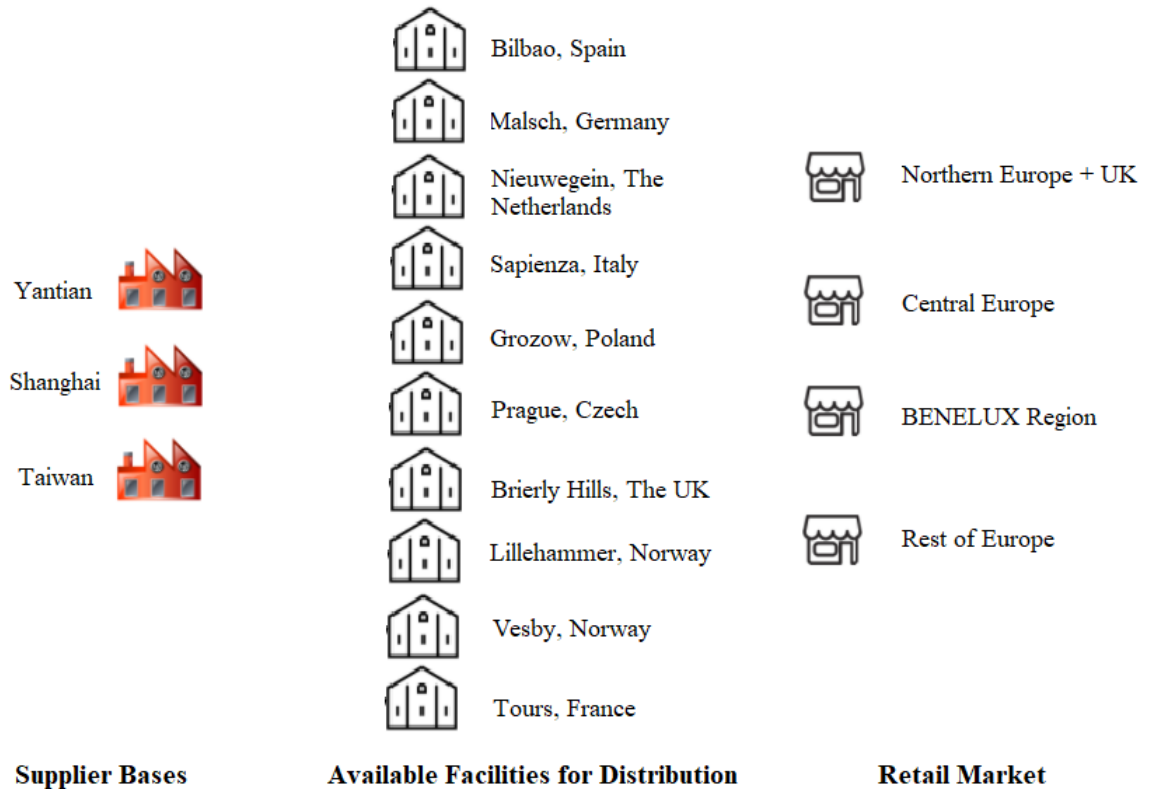 Bilbao, Spain
Malsch, Germany
Nieuwegein, The
Netherlands
Sapienza, Italy
Grozow, Poland
Prague, Czech
Brierly Hills, The UK
Lillehammer, Norway
Vesby, Norway
Tours, France
Yantian
Shanghai
Taiwan
Northern Europe + UK
Central Europe
BENELUX Region
Rest of Europe
Supplier Bases
Available Facilities for Distribution
Retail Market